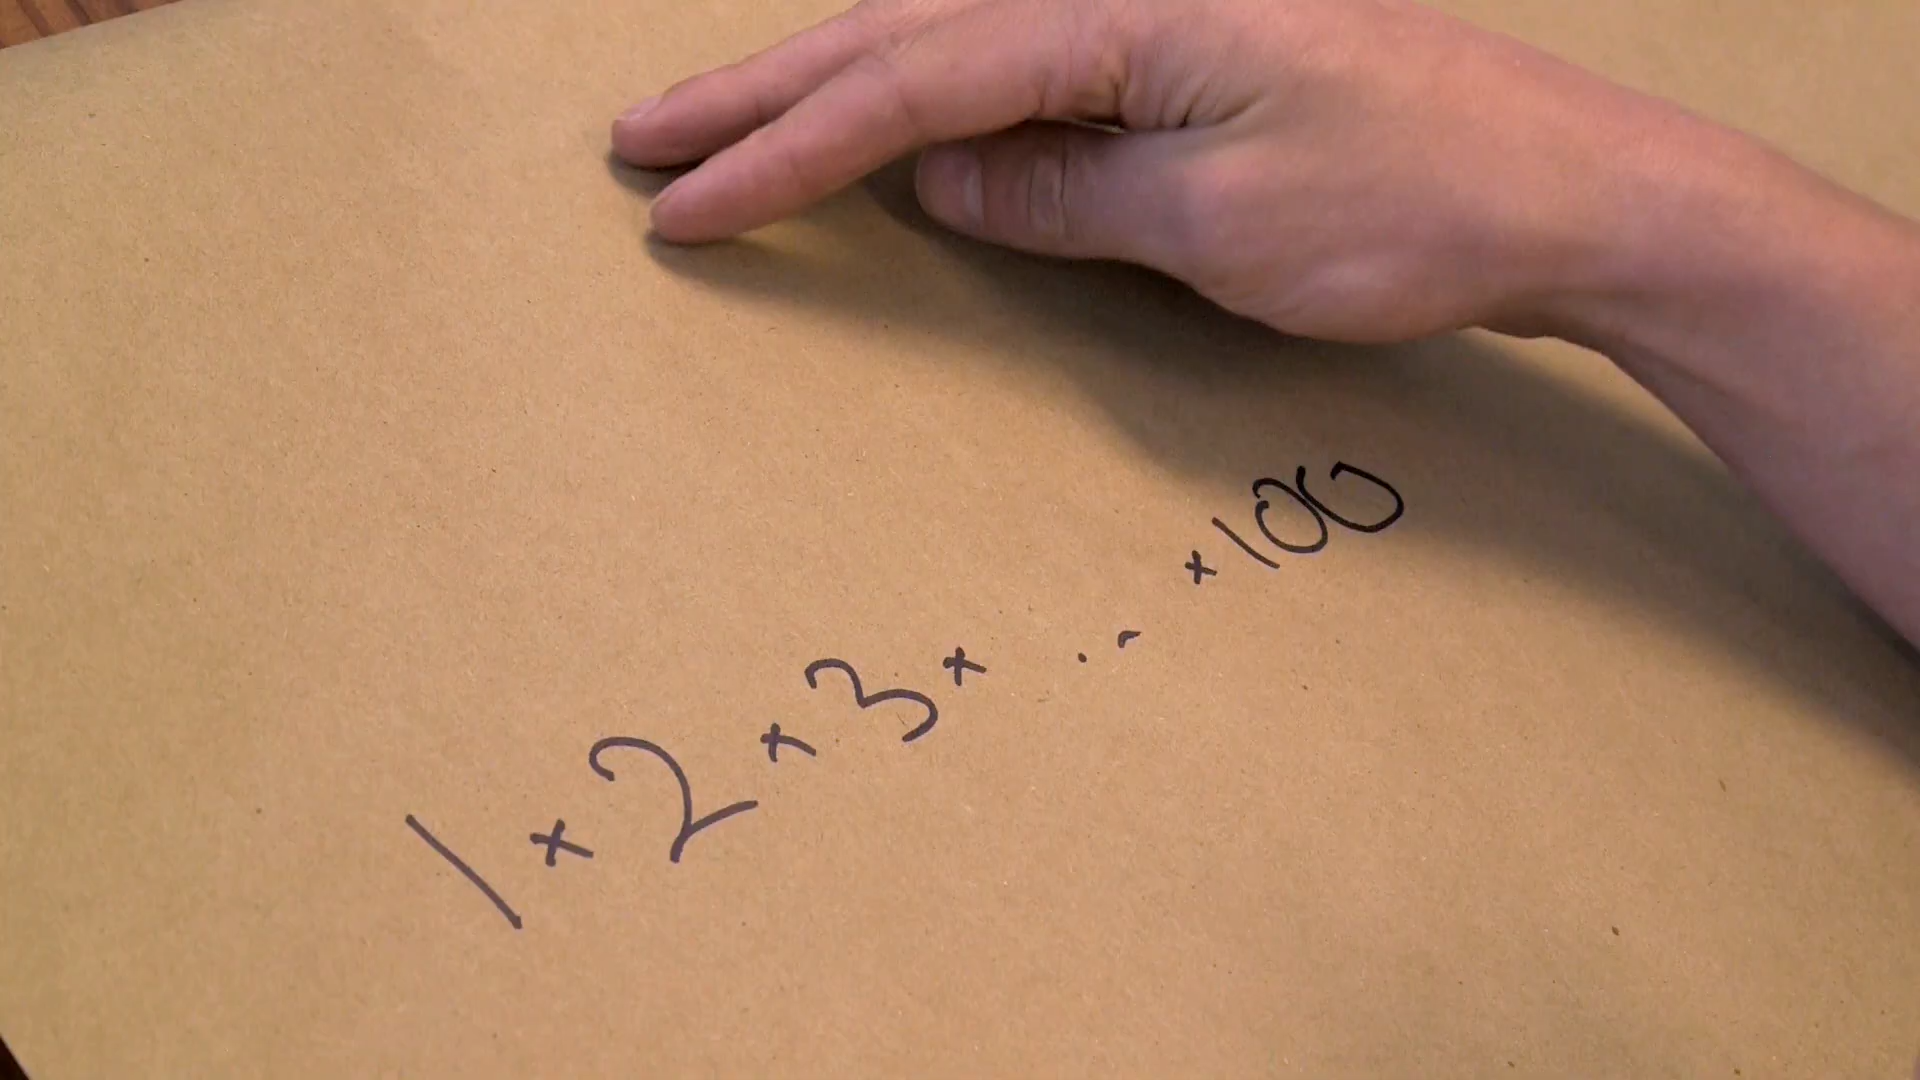 1 × 2 × 3 × .. × 100